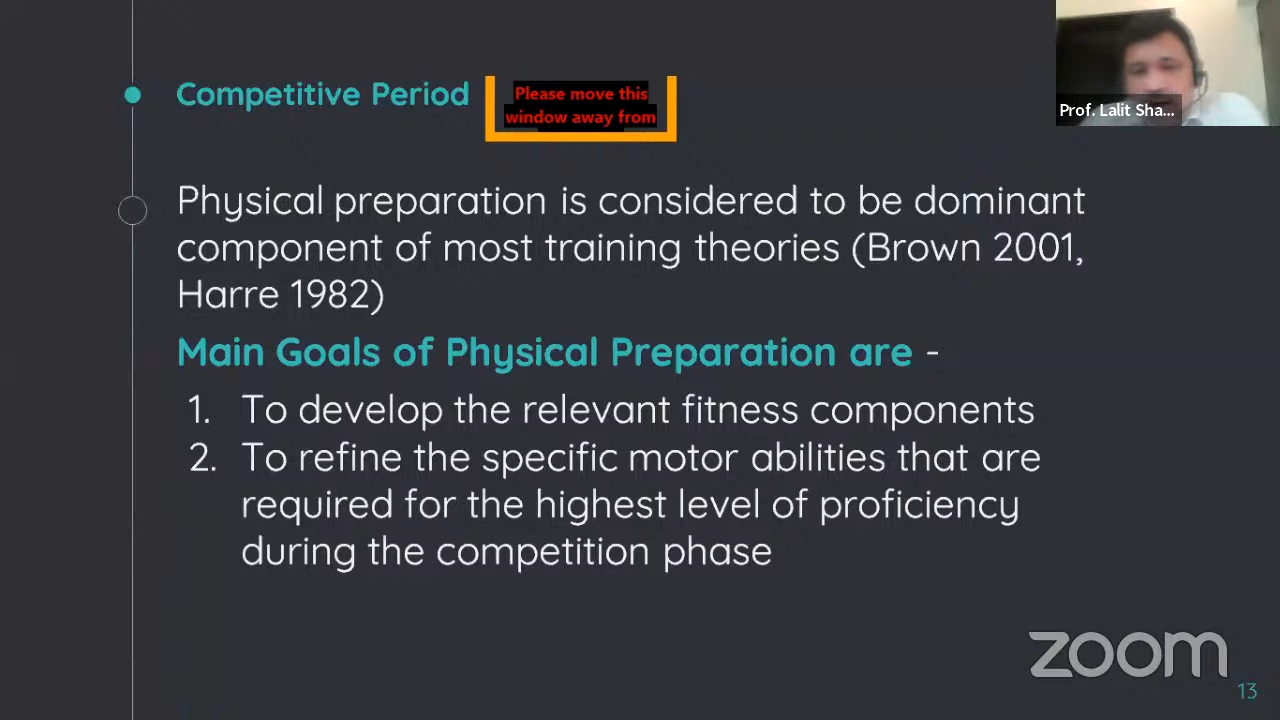 Competitive Period
Please move this
window away from
Prof. Lalit Sha...
Physical preparation is considered to be dominant
component of most training theories (Brown 2001,
Harre 1982)
Main Goals of Physical Preparation are -
1. To develop the relevant fitness components
2. To refine the specific motor abilities that are
required for the highest level of proficiency
during the competition phase
zoom
13